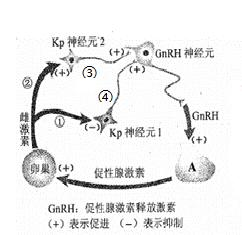 Kp 神经元 2
(+)
GnRH 神经元
③
(+)
(+)
②
④
GnRH
雌激素
①
(−)
Kp 神经元1
(+)
卵巢
(+)
促性腺激素
A
GnRH：促性腺激素释放激素
(+) 表示促进 (−) 表示抑制